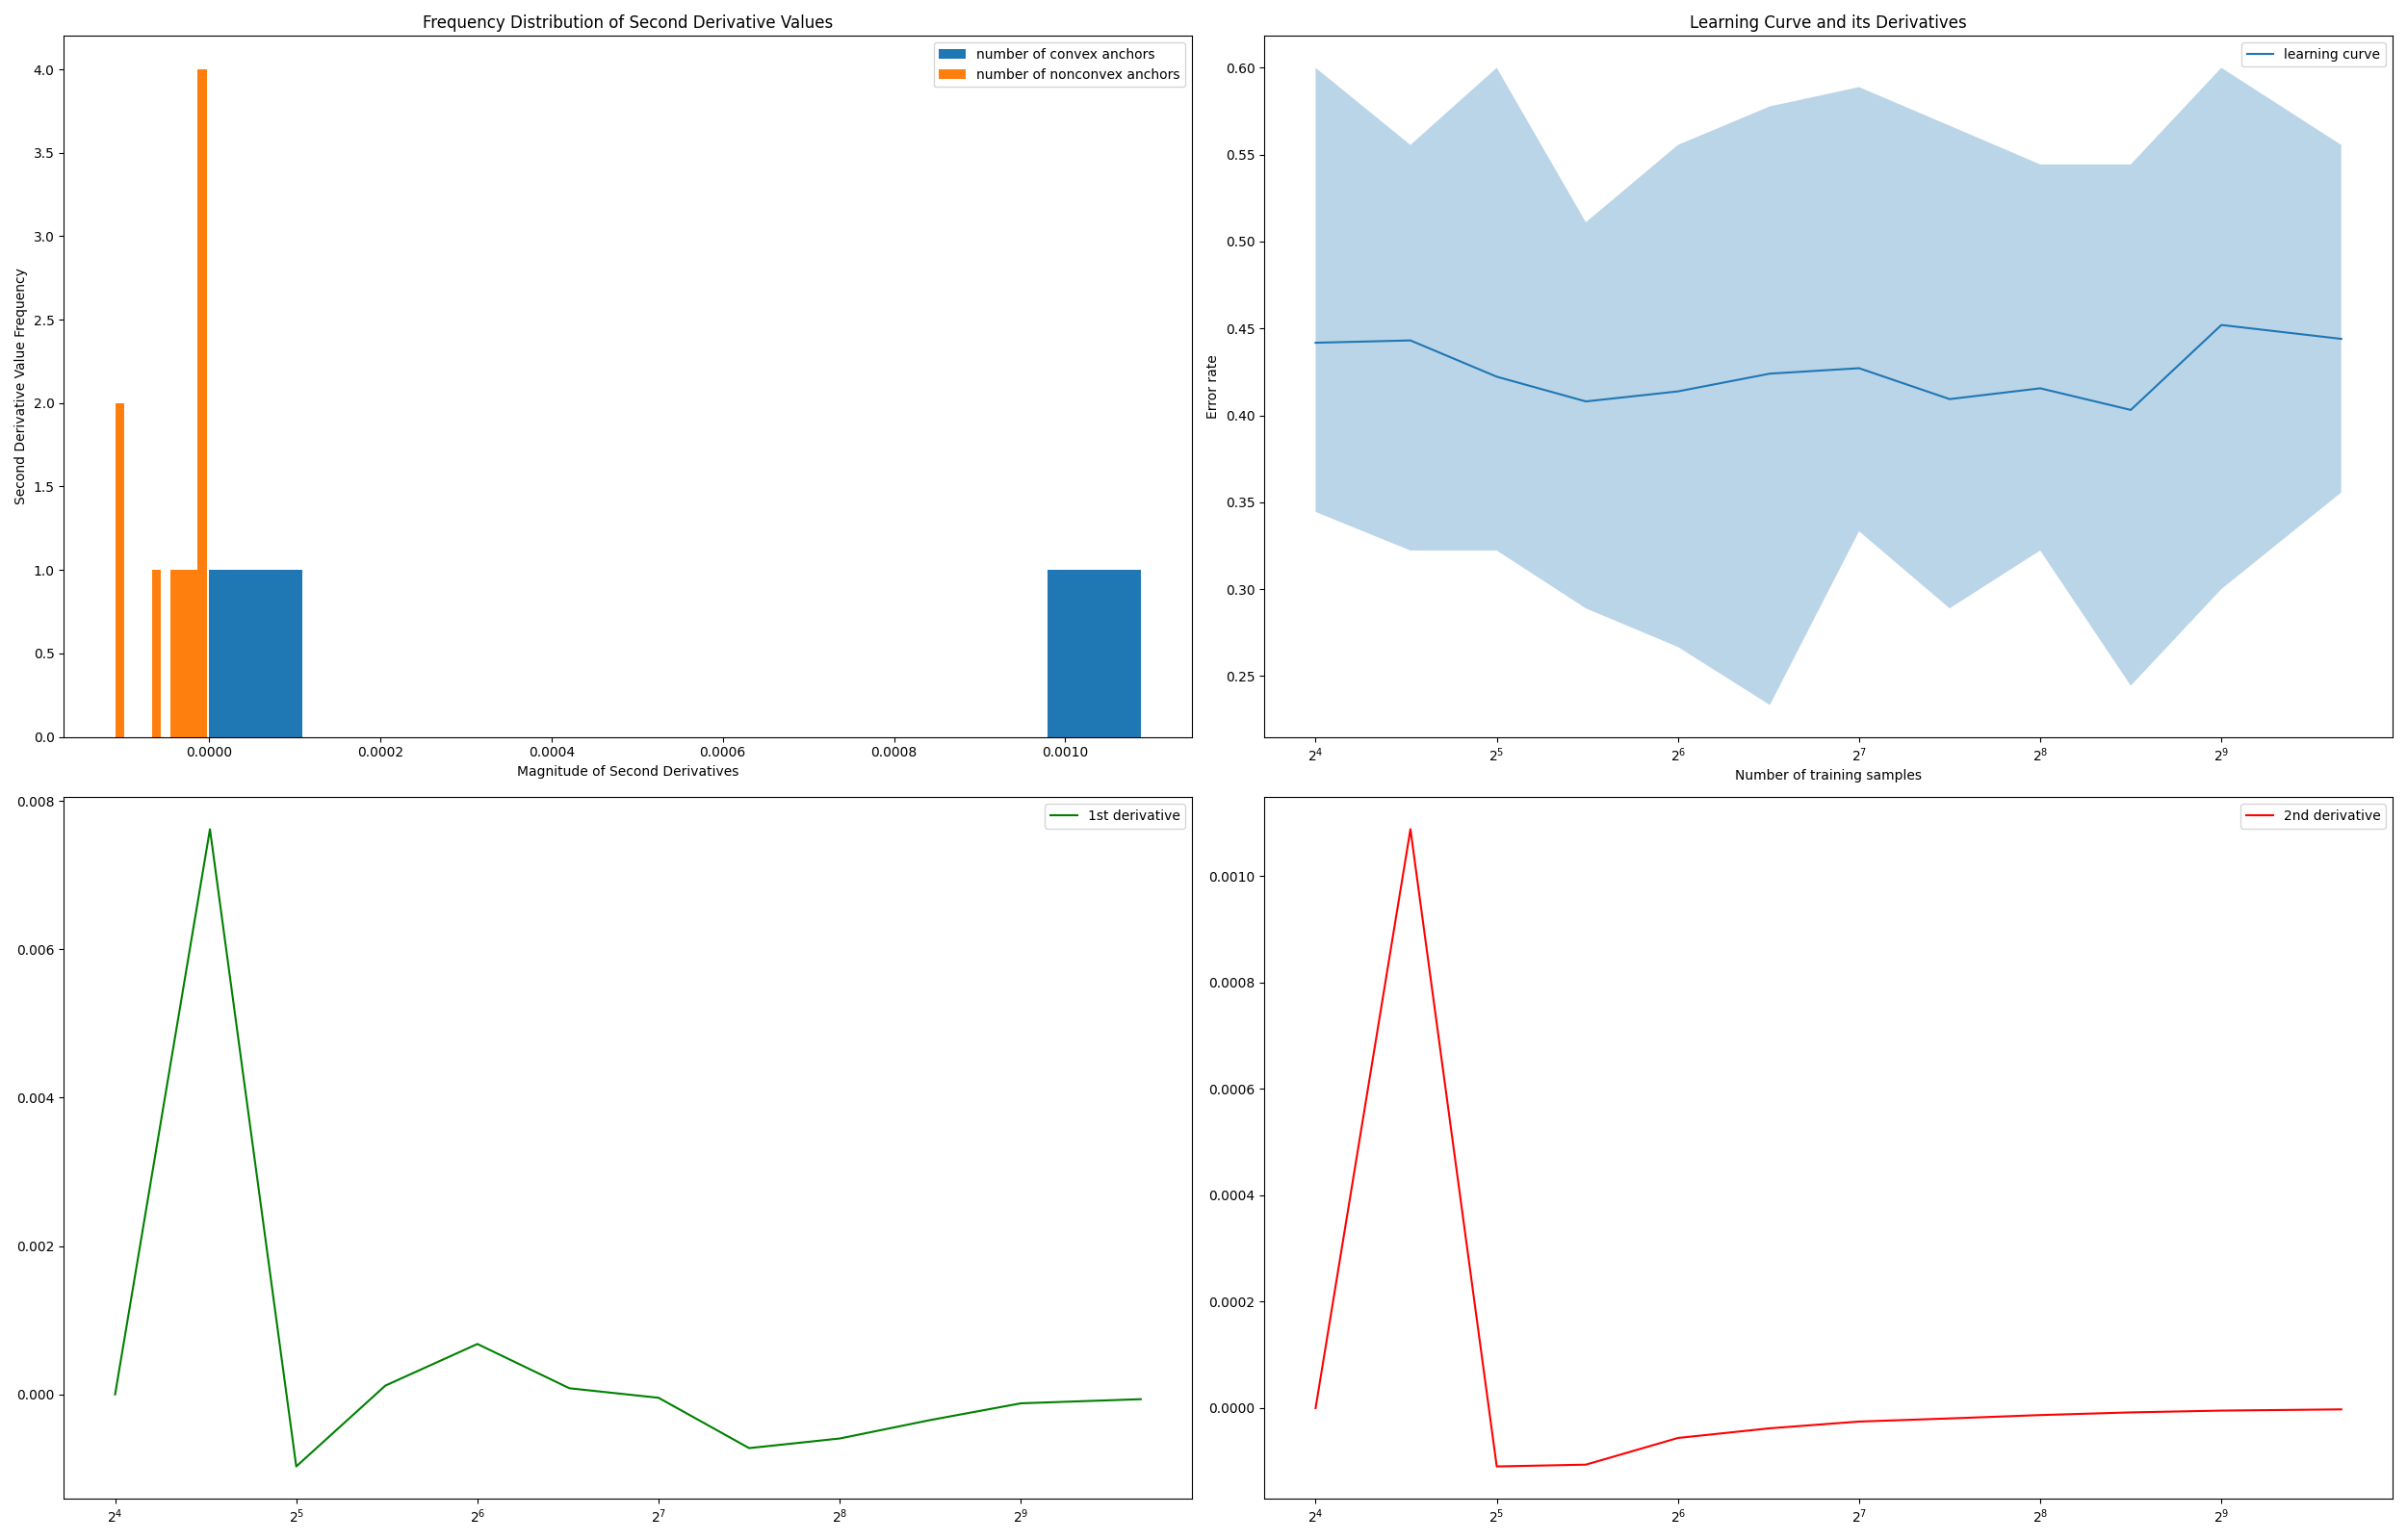 Frequency Distribution of Second Derivative Values
number of convex anchors
number of nonconvex anchors
Second Derivative Value Frequency
4.0
3.5
3.0
2.5
2.0
1.5
1.0
0.5
0.0
0.0000 0.0002 0.0004 0.0006 0.0008 0.0010
Magnitude of Second Derivatives
Learning Curve and its Derivatives
learning curve
Error rate
0.60
0.55
0.50
0.45
0.40
0.35
0.30
0.25
2⁴ 2⁵ 2⁶ 2⁷ 2⁸ 2⁹
Number of training samples
1st derivative
0.008
0.006
0.004
0.002
0.000
2⁴ 2⁵ 2⁶ 2⁷ 2⁸ 2⁹
2nd derivative
0.0010
0.0008
0.0006
0.0004
0.0002
0.0000
2⁴ 2⁵ 2⁶ 2⁷ 2⁸ 2⁹